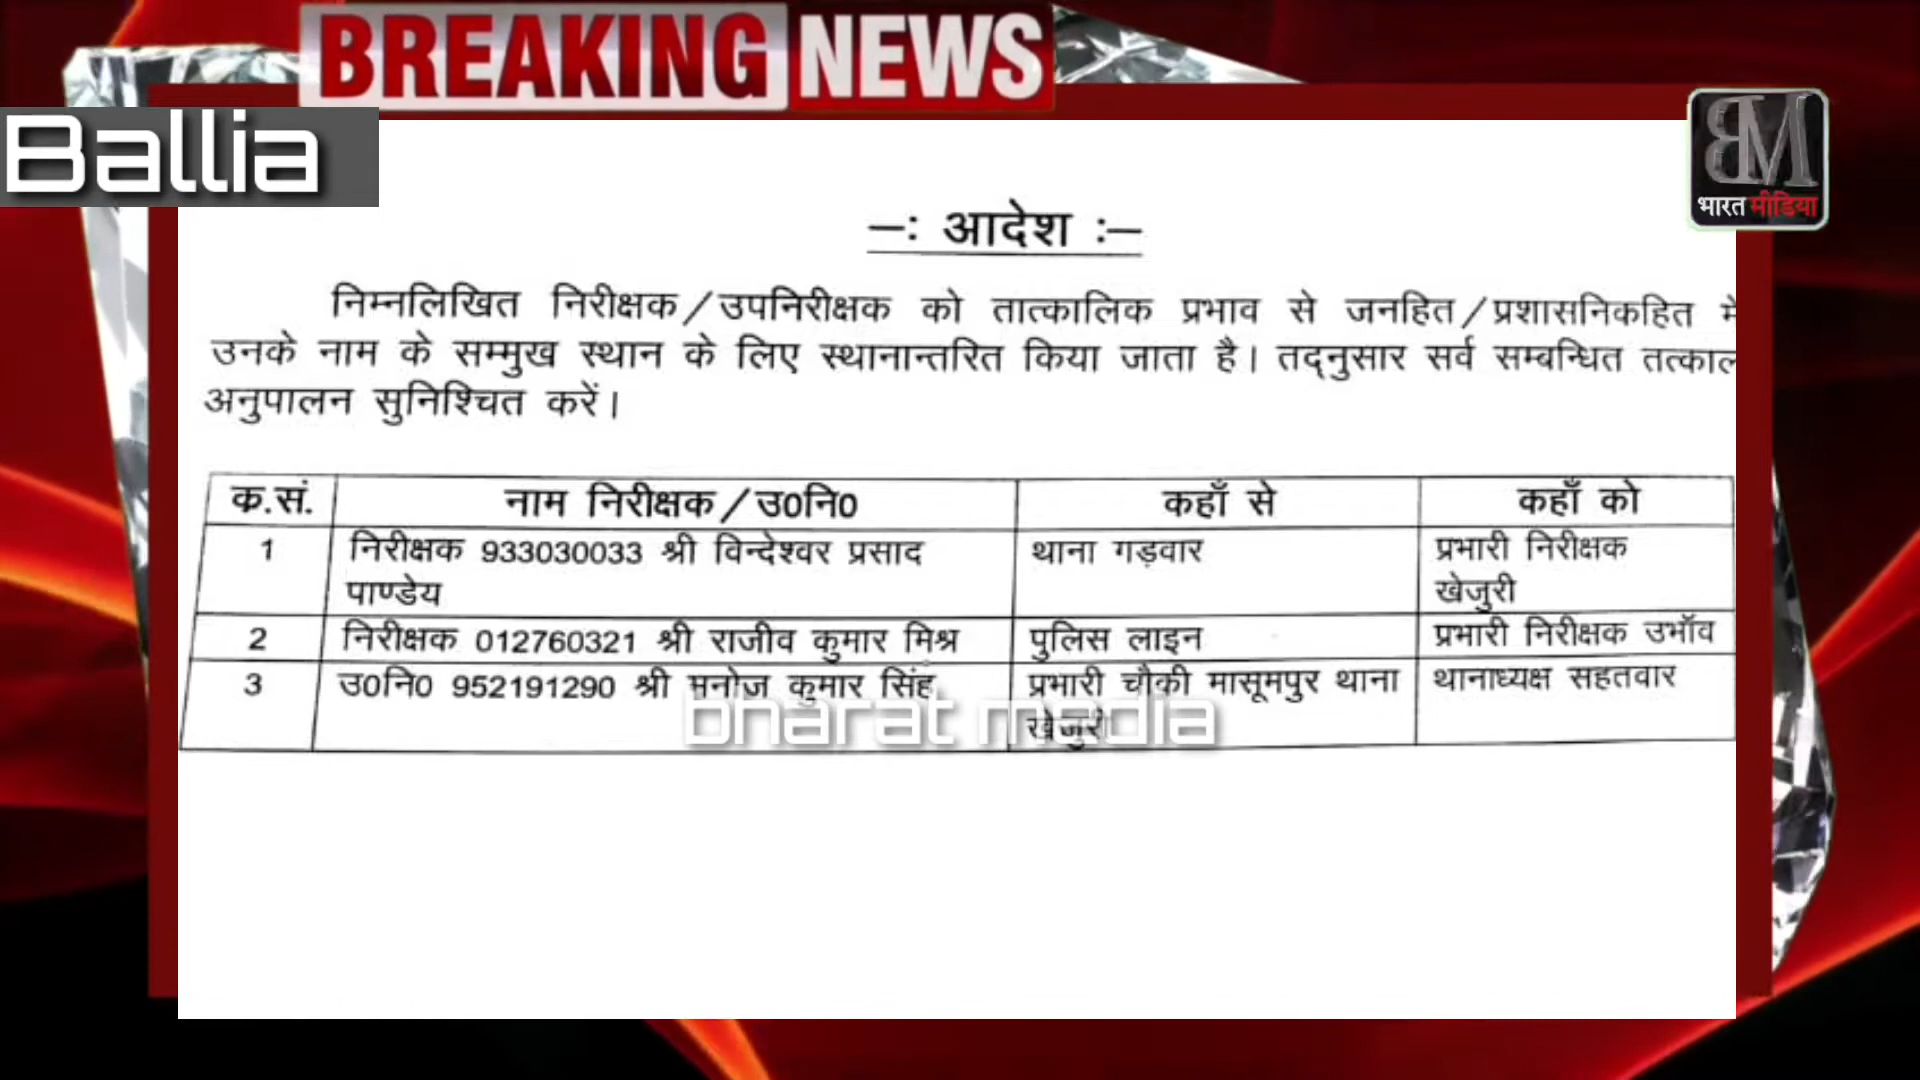 BREAKING NEWS
Ballia
BM
भारत मीडिया
—: आदेश :—
निम्नलिखित निरीक्षक/उपनिरीक्षक को तात्कालिक प्रभाव से जनहित/प्रशासनिकहित में
उनके नाम के सम्मुख स्थान के लिए स्थानान्तरित किया जाता है। तद्नुसार सर्व सम्बन्धित तत्काल
अनुपालन सुनिश्चित करें।
क.सं. नाम निरीक्षक/उ0नि0 कहाँ से कहाँ को
1 निरीक्षक 933030033 श्री विन्देश्वर प्रसाद थाना गड़वार प्रभारी निरीक्षक
पाण्डेय खेजुरी
2 निरीक्षक 012760321 श्री राजीव कुमार मिश्र पुलिस लाइन प्रभारी निरीक्षक उभॉव
3 उ0नि0 952191290 श्री मनोज कुमार सिंह प्रभारी चौकी मासूमपुर थाना थानाध्यक्ष सहतवार
खेजुरी
bharat media